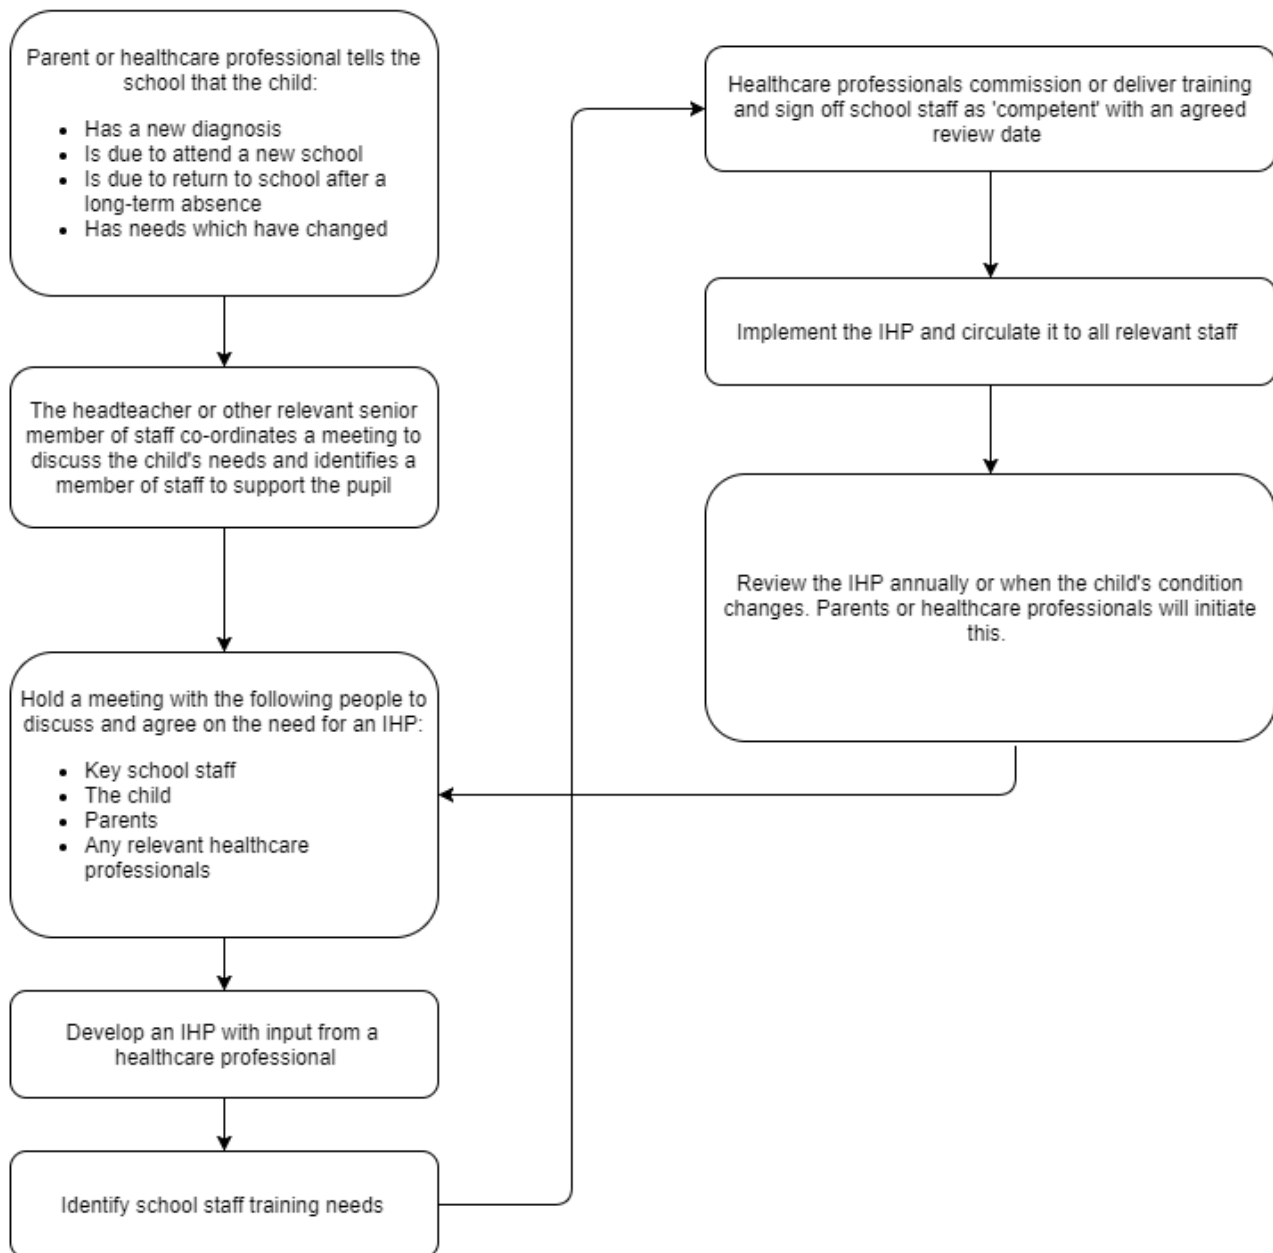 Parent or healthcare professional tells the
school that the child:
• Has a new diagnosis
• Is due to attend a new school
• Is due to return to school after a
long-term absence
• Has needs which have changed
The headteacher or other relevant senior
member of staff co-ordinates a meeting to
discuss the child's needs and identifies a
member of staff to support the pupil
Hold a meeting with the following people to
discuss and agree on the need for an IHP:
• Key school staff
• The child
• Parents
• Any relevant healthcare
professionals
Develop an IHP with input from a
healthcare professional
Identify school staff training needs
Healthcare professionals commission or deliver training
and sign off school staff as 'competent' with an agreed
review date
Implement the IHP and circulate it to all relevant staff
Review the IHP annually or when the child's condition
changes. Parents or healthcare professionals will initiate
this.